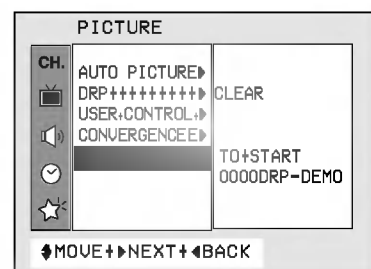 PICTURE
CH.
AUTO PICTURE
DRP+++++++++ CLEAR
USER+CONTROL+
CONVERGENCEE
TO+START
0000DRP-DEMO
MOVE+NEXT+BACK